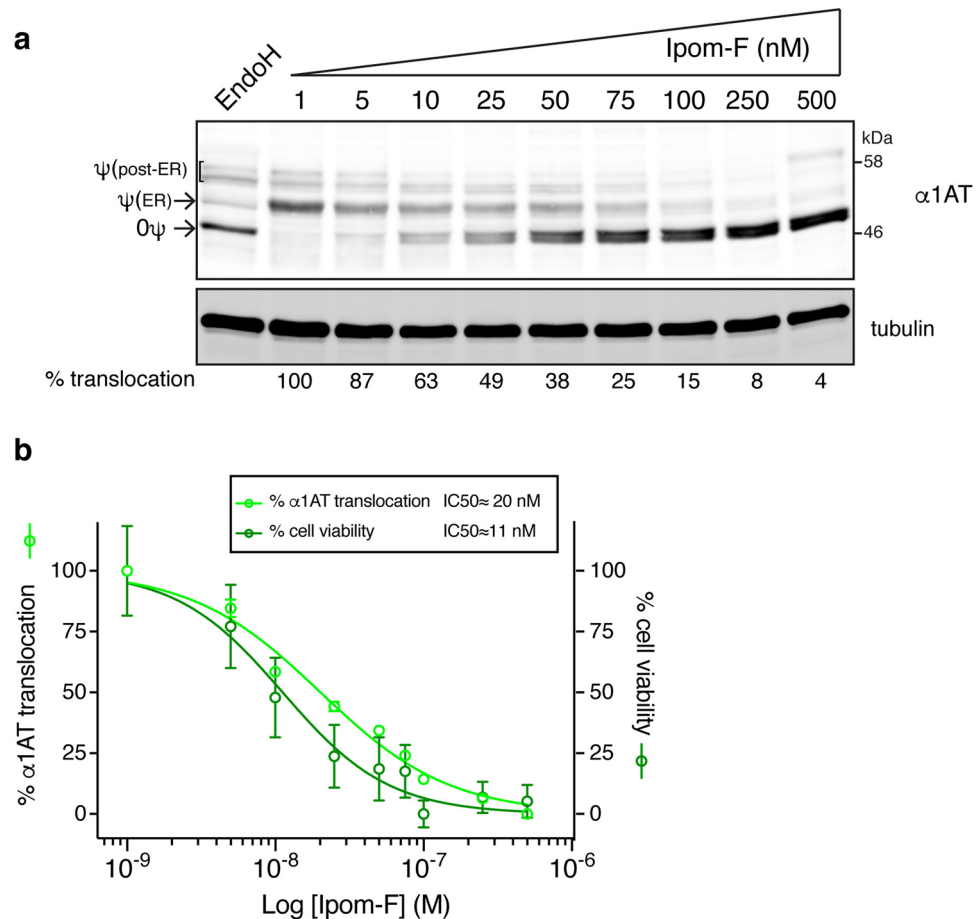 a
Ipom-F (nM)
EndoH 1 5 10 25 50 75 100 250 500
kDa
ψ(post-ER)
58
ψ(ER)
α1AT
0ψ
46
tubulin
% translocation 100 87 63 49 38 25 15 8 4
b
% α1AT translocation IC50≈ 20 nM
% cell viability IC50≈11 nM
100 100
75 75
50 50
25 25
0 0
% α1AT translocation
% cell viability
10-9 10-8 10-7 10-6
Log [Ipom-F] (M)